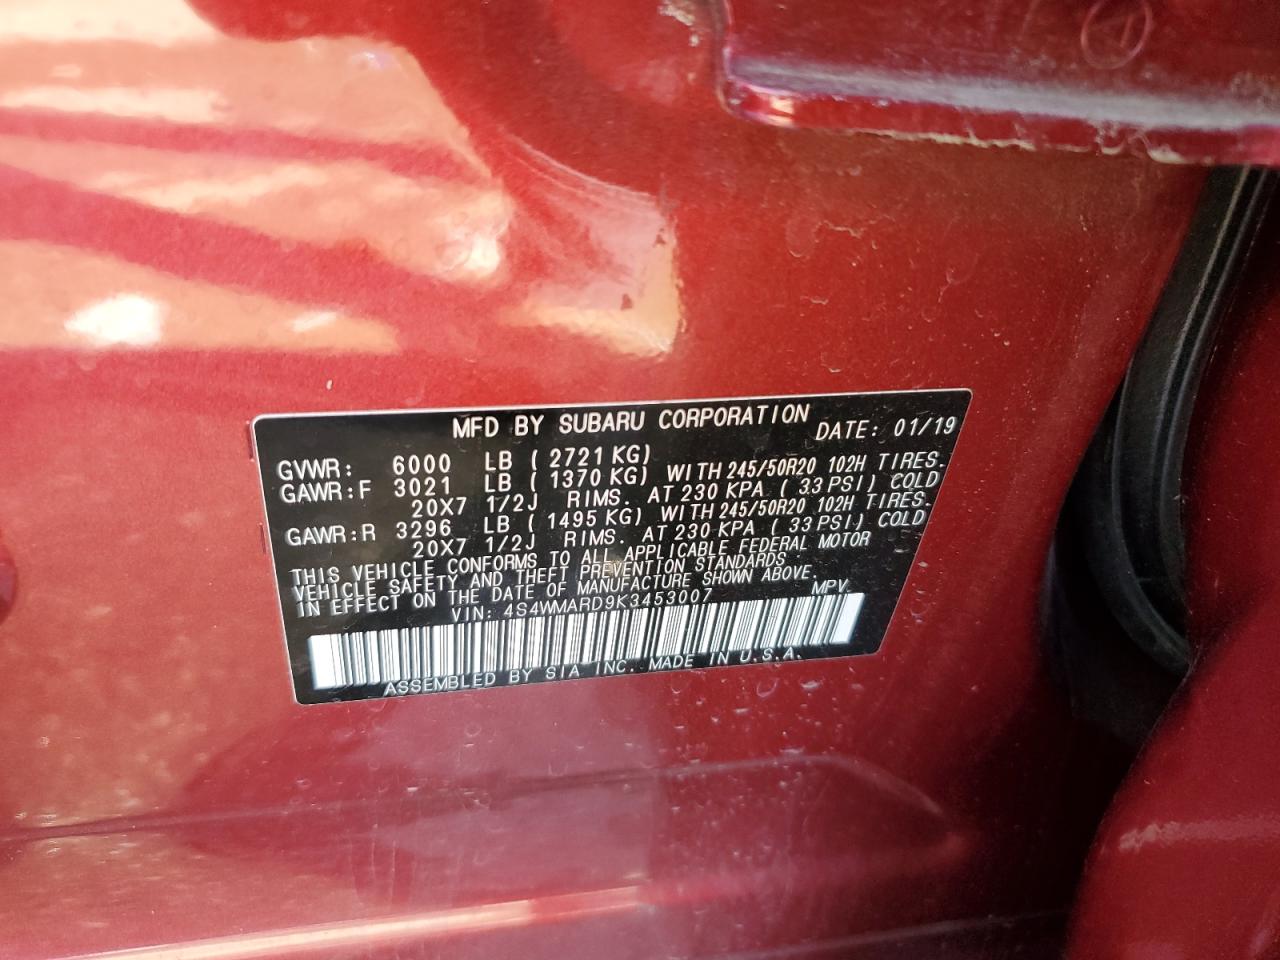 MFD BY SUBARU CORPORATION DATE: 01/19
GVWR: 6000 LB ( 2721 KG)
GAWR:F 3021 LB ( 1370 KG) WITH 245/50R20 102H TIRES.
20X7 1/2J RIMS. AT 230 KPA ( 33 PSI) COLD
GAWR:R 3296 LB ( 1495 KG) WITH 245/50R20 102H TIRES.
20X7 1/2J RIMS. AT 230 KPA ( 33 PSI) COLD
THIS VEHICLE CONFORMS TO ALL APPLICABLE FEDERAL MOTOR
VEHICLE SAFETY AND THEFT PREVENTION STANDARDS
IN EFFECT ON THE DATE OF MANUFACTURE SHOWN ABOVE.
VIN: 4S4WMARD9K3453007 MPV.
ASSEMBLED BY SIA INC. MADE IN U.S.A.